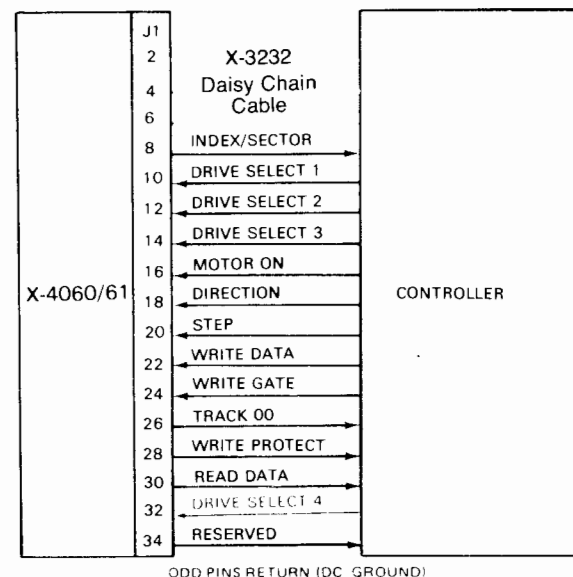 J1
2
X-3232
Daisy Chain
4
Cable
6
INDEX/SECTOR
8
DRIVE SELECT 1
10
DRIVE SELECT 2
12
DRIVE SELECT 3
14
MOTOR ON
16
X-4060/61
DIRECTION
CONTROLLER
18
STEP
20
WRITE DATA
22
WRITE GATE
24
TRACK 00
26
WRITE PROTECT
28
READ DATA
30
DRIVE SELECT 4
32
RESERVED
34
ODD PINS RETURN (DC GROUND)